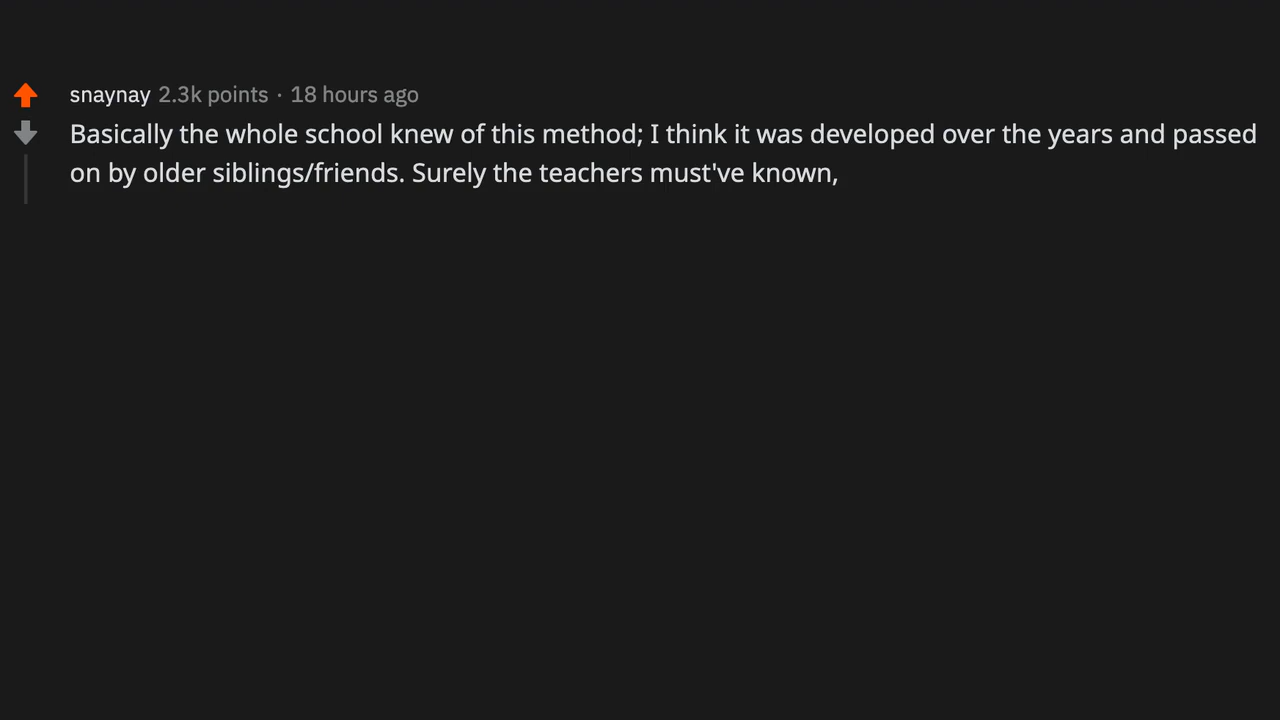 snaynay 2.3k points · 18 hours ago
Basically the whole school knew of this method; I think it was developed over the years and passed
on by older siblings/friends. Surely the teachers must've known,